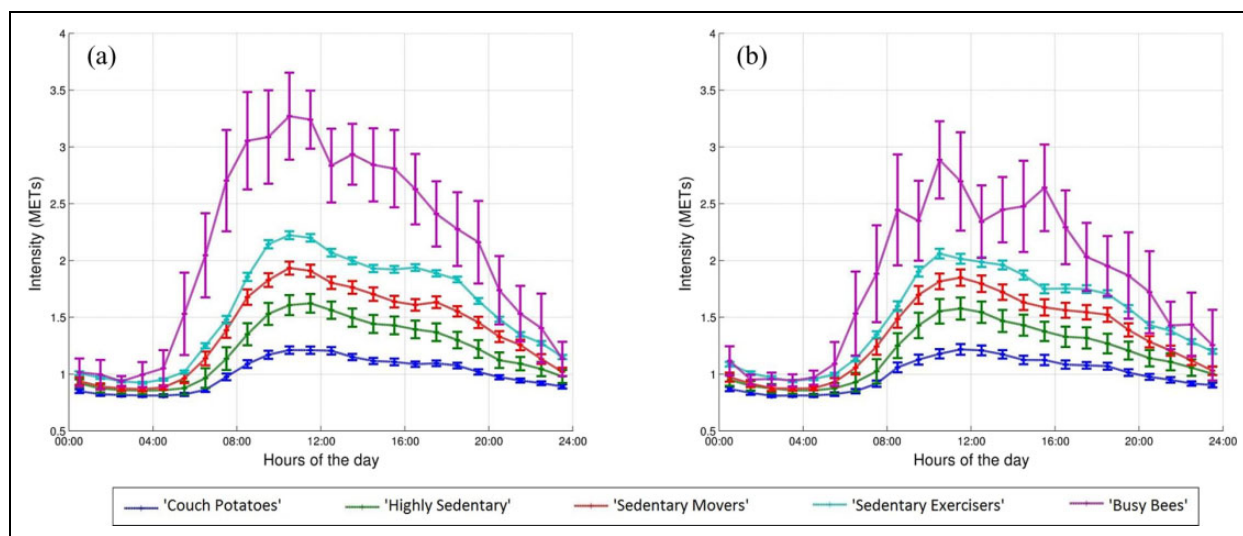 (a)
Intensity (METs)
4
3.5
3
2.5
2
1.5
1
0.5
00:00 04:00 08:00 12:00 16:00 20:00 24:00
Hours of the day
(b)
Intensity (METs)
4
3.5
3
2.5
2
1.5
1
0.5
00:00 04:00 08:00 12:00 16:00 20:00 24:00
Hours of the day
'Couch Potatoes' 'Highly Sedentary' 'Sedentary Movers' 'Sedentary Exercisers' 'Busy Bees'